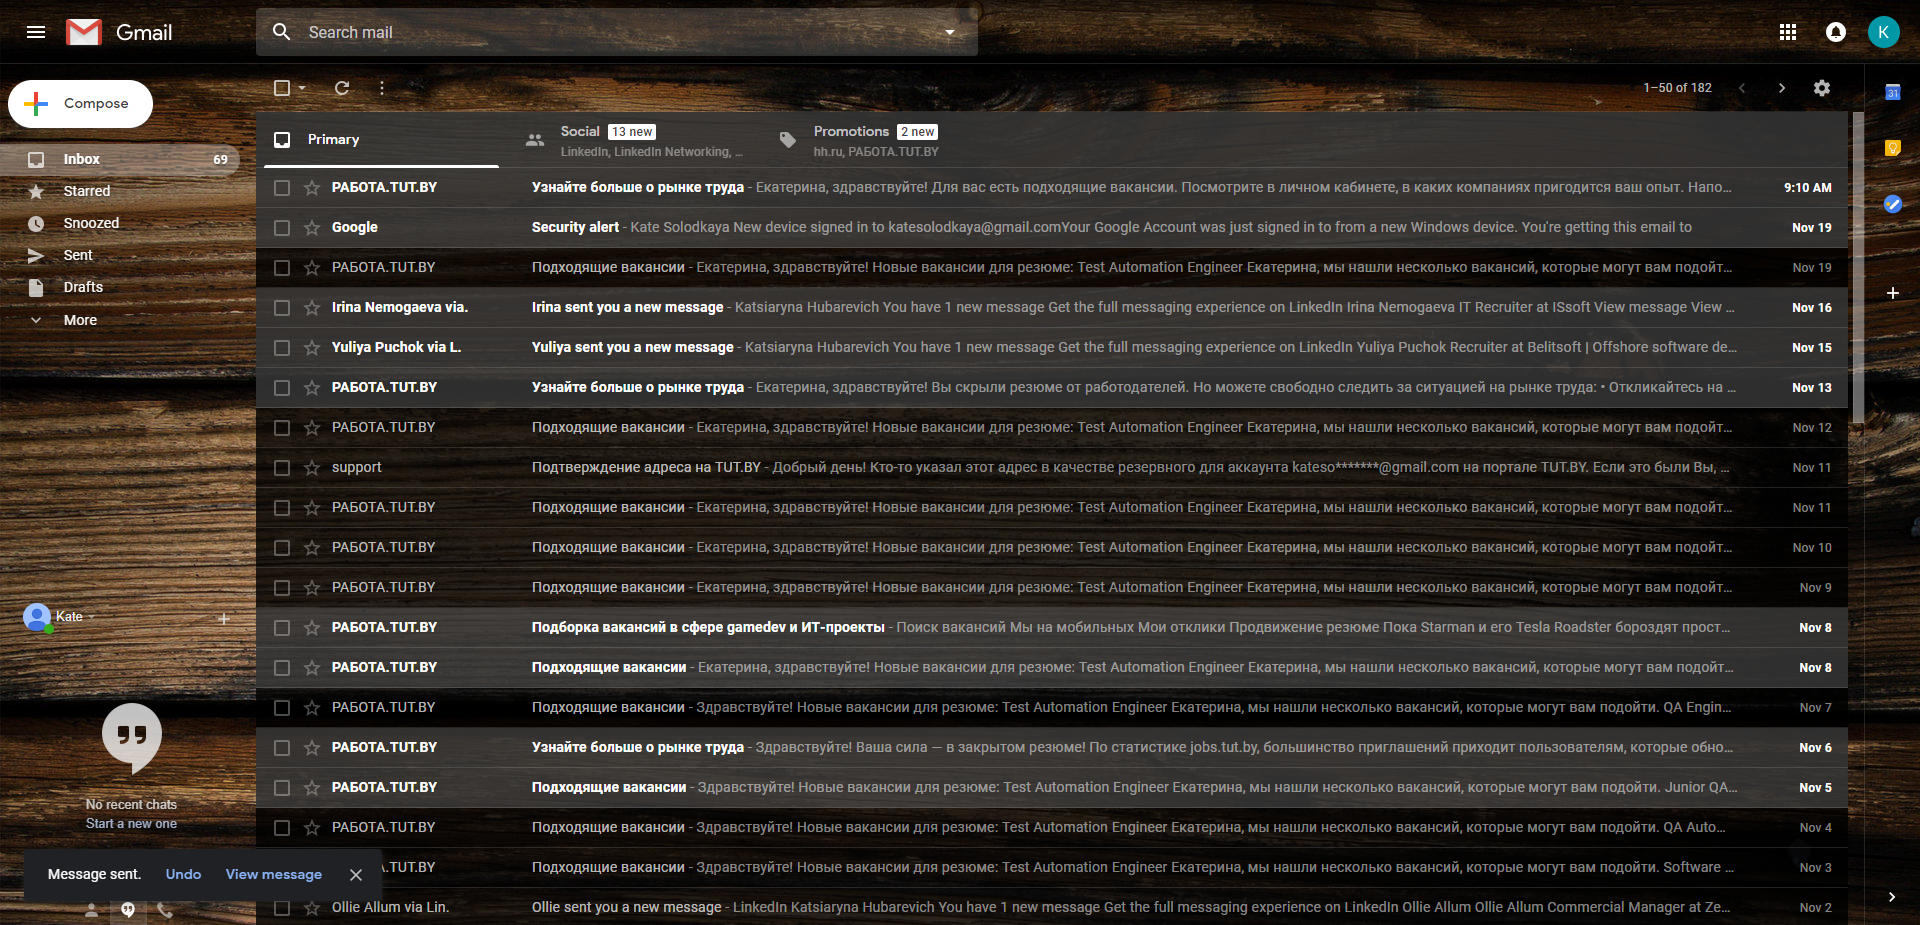 Gmail
Search mail
K
Compose
1–50 of 182
31
Primary
Social 13 new
LinkedIn, LinkedIn Networking, ...
Promotions 2 new
hh.ru, РАБОТА.TUT.BY
Inbox 69
Starred
Snoozed
Sent
Drafts
More
РАБОТА.TUT.BY Узнайте больше о рынке труда - Екатерина, здравствуйте! Для вас есть подходящие вакансии. Посмотрите в личном кабинете, в каких компаниях пригодится ваш опыт. Напо... 9:10 AM
Google Security alert - Kate Solodkaya New device signed in to katesolodkaya@gmail.comYour Google Account was just signed in to from a new Windows device. You're getting this email to Nov 19
РАБОТА.TUT.BY Подходящие вакансии - Екатерина, здравствуйте! Новые вакансии для резюме: Test Automation Engineer Екатерина, мы нашли несколько вакансий, которые могут вам подойт... Nov 19
Irina Nemogaeva via. Irina sent you a new message - Katsiaryna Hubarevich You have 1 new message Get the full messaging experience on LinkedIn Irina Nemogaeva IT Recruiter at ISsoft View message View ... Nov 16
Yuliya Puchok via L. Yuliya sent you a new message - Katsiaryna Hubarevich You have 1 new message Get the full messaging experience on LinkedIn Yuliya Puchok Recruiter at Belitsoft | Offshore software de... Nov 15
РАБОТА.TUT.BY Узнайте больше о рынке труда - Екатерина, здравствуйте! Вы скрыли резюме от работодателей. Но можете свободно следить за ситуацией на рынке труда: • Откликайтесь на ... Nov 13
РАБОТА.TUT.BY Подходящие вакансии - Екатерина, здравствуйте! Новые вакансии для резюме: Test Automation Engineer Екатерина, мы нашли несколько вакансий, которые могут вам подойт... Nov 12
support Подтверждение адреса на TUT.BY - Добрый день! Кто-то указал этот адрес в качестве резервного для аккаунта kateso*******@gmail.com на портале TUT.BY. Если это были Вы, ... Nov 11
РАБОТА.TUT.BY Подходящие вакансии - Екатерина, здравствуйте! Новые вакансии для резюме: Test Automation Engineer Екатерина, мы нашли несколько вакансий, которые могут вам подойт... Nov 11
РАБОТА.TUT.BY Подходящие вакансии - Екатерина, здравствуйте! Новые вакансии для резюме: Test Automation Engineer Екатерина, мы нашли несколько вакансий, которые могут вам подойт... Nov 10
РАБОТА.TUT.BY Подходящие вакансии - Екатерина, здравствуйте! Новые вакансии для резюме: Test Automation Engineer Екатерина, мы нашли несколько вакансий, которые могут вам подойт... Nov 9
РАБОТА.TUT.BY Подборка вакансий в сфере gamedev и ИТ-проекты - Поиск вакансий Мы на мобильных Мои отклики Продвижение резюме Пока Starman и его Tesla Roadster бороздят прост... Nov 8
РАБОТА.TUT.BY Подходящие вакансии - Екатерина, здравствуйте! Новые вакансии для резюме: Test Automation Engineer Екатерина, мы нашли несколько вакансий, которые могут вам подойт... Nov 8
РАБОТА.TUT.BY Подходящие вакансии - Здравствуйте! Новые вакансии для резюме: Test Automation Engineer Екатерина, мы нашли несколько вакансий, которые могут вам подойти. QA Engin... Nov 7
РАБОТА.TUT.BY Узнайте больше о рынке труда - Здравствуйте! Ваша сила — в закрытом резюме! По статистике jobs.tut.by, большинство приглашений приходит пользователям, которые обно... Nov 6
РАБОТА.TUT.BY Подходящие вакансии - Здравствуйте! Новые вакансии для резюме: Test Automation Engineer Екатерина, мы нашли несколько вакансий, которые могут вам подойти. Junior QA... Nov 5
РАБОТА.TUT.BY Подходящие вакансии - Здравствуйте! Новые вакансии для резюме: Test Automation Engineer Екатерина, мы нашли несколько вакансий, которые могут вам подойти. QA Auto... Nov 4
.TUT.BY Подходящие вакансии - Здравствуйте! Новые вакансии для резюме: Test Automation Engineer Екатерина, мы нашли несколько вакансий, которые могут вам подойти. Software ... Nov 3
Ollie Allum via Lin. Ollie sent you a new message - LinkedIn Katsiaryna Hubarevich You have 1 new message Get the full messaging experience on LinkedIn Ollie Allum Ollie Allum Commercial Manager at Ze... Nov 2
Kate
No recent chats
Start a new one
Message sent. Undo View message